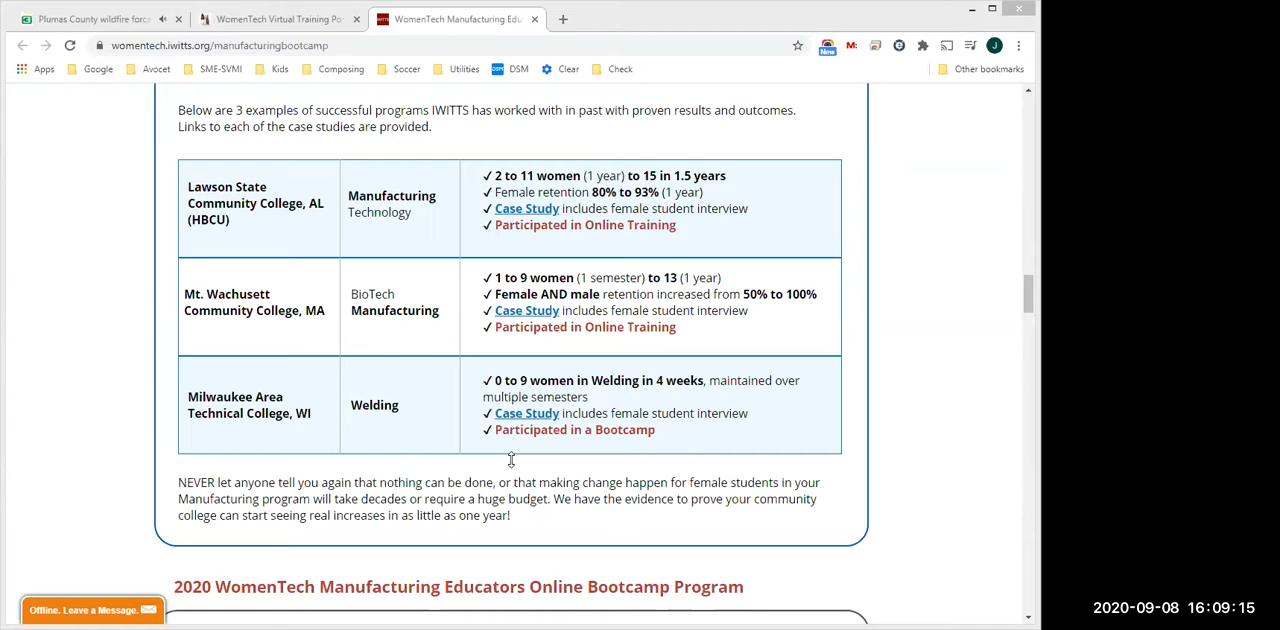 Plumas County wildfire force
WomenTech Virtual Training Po
WomenTech Manufacturing Edu
womentech.iwitts.org/manufacturingbootcamp
New
M:
J
Apps
Google
Avocet
SME-SVMI
Kids
Composing
Soccer
Utilities
DSM
DSM
Clear
Check
Other bookmarks
Below are 3 examples of successful programs IWITTS has worked with in past with proven results and outcomes.
Links to each of the case studies are provided.
Lawson State
Community College, AL
(HBCU)
Manufacturing
Technology
✓ 2 to 11 women (1 year) to 15 in 1.5 years
✓ Female retention 80% to 93% (1 year)
✓ Case Study includes female student interview
✓ Participated in Online Training
Mt. Wachusett
Community College, MA
BioTech
Manufacturing
✓ 1 to 9 women (1 semester) to 13 (1 year)
✓ Female AND male retention increased from 50% to 100%
✓ Case Study includes female student interview
✓ Participated in Online Training
Milwaukee Area
Technical College, WI
Welding
✓ 0 to 9 women in Welding in 4 weeks, maintained over
multiple semesters
✓ Case Study includes female student interview
✓ Participated in a Bootcamp
NEVER let anyone tell you again that nothing can be done, or that making change happen for female students in your
Manufacturing program will take decades or require a huge budget. We have the evidence to prove your community
college can start seeing real increases in as little as one year!
2020 WomenTech Manufacturing Educators Online Bootcamp Program
Offline. Leave a Message.
2020-09-08 16:09:15